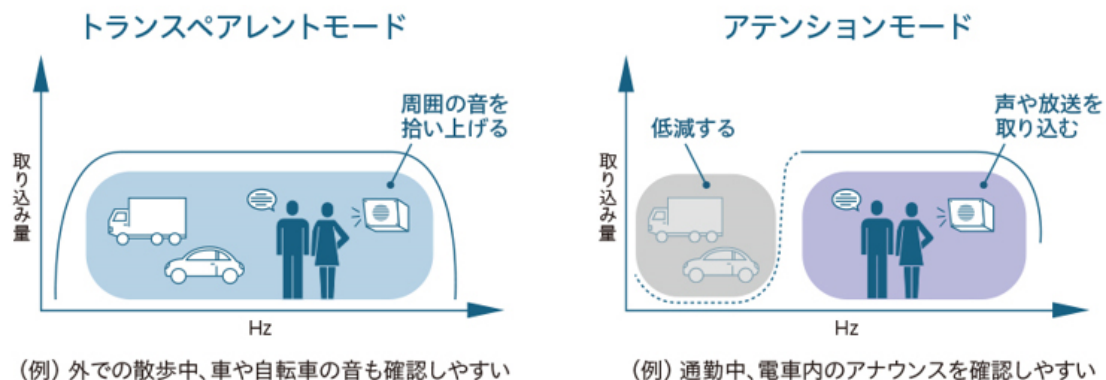 トランスペアレントモード
周囲の音を
拾い上げる
取り込み量
Hz
(例) 外での散歩中、車や自転車の音も確認しやすい
アテンションモード
低減する
声や放送を
取り込む
取り込み量
Hz
(例) 通勤中、電車内のアナウンスを確認しやすい